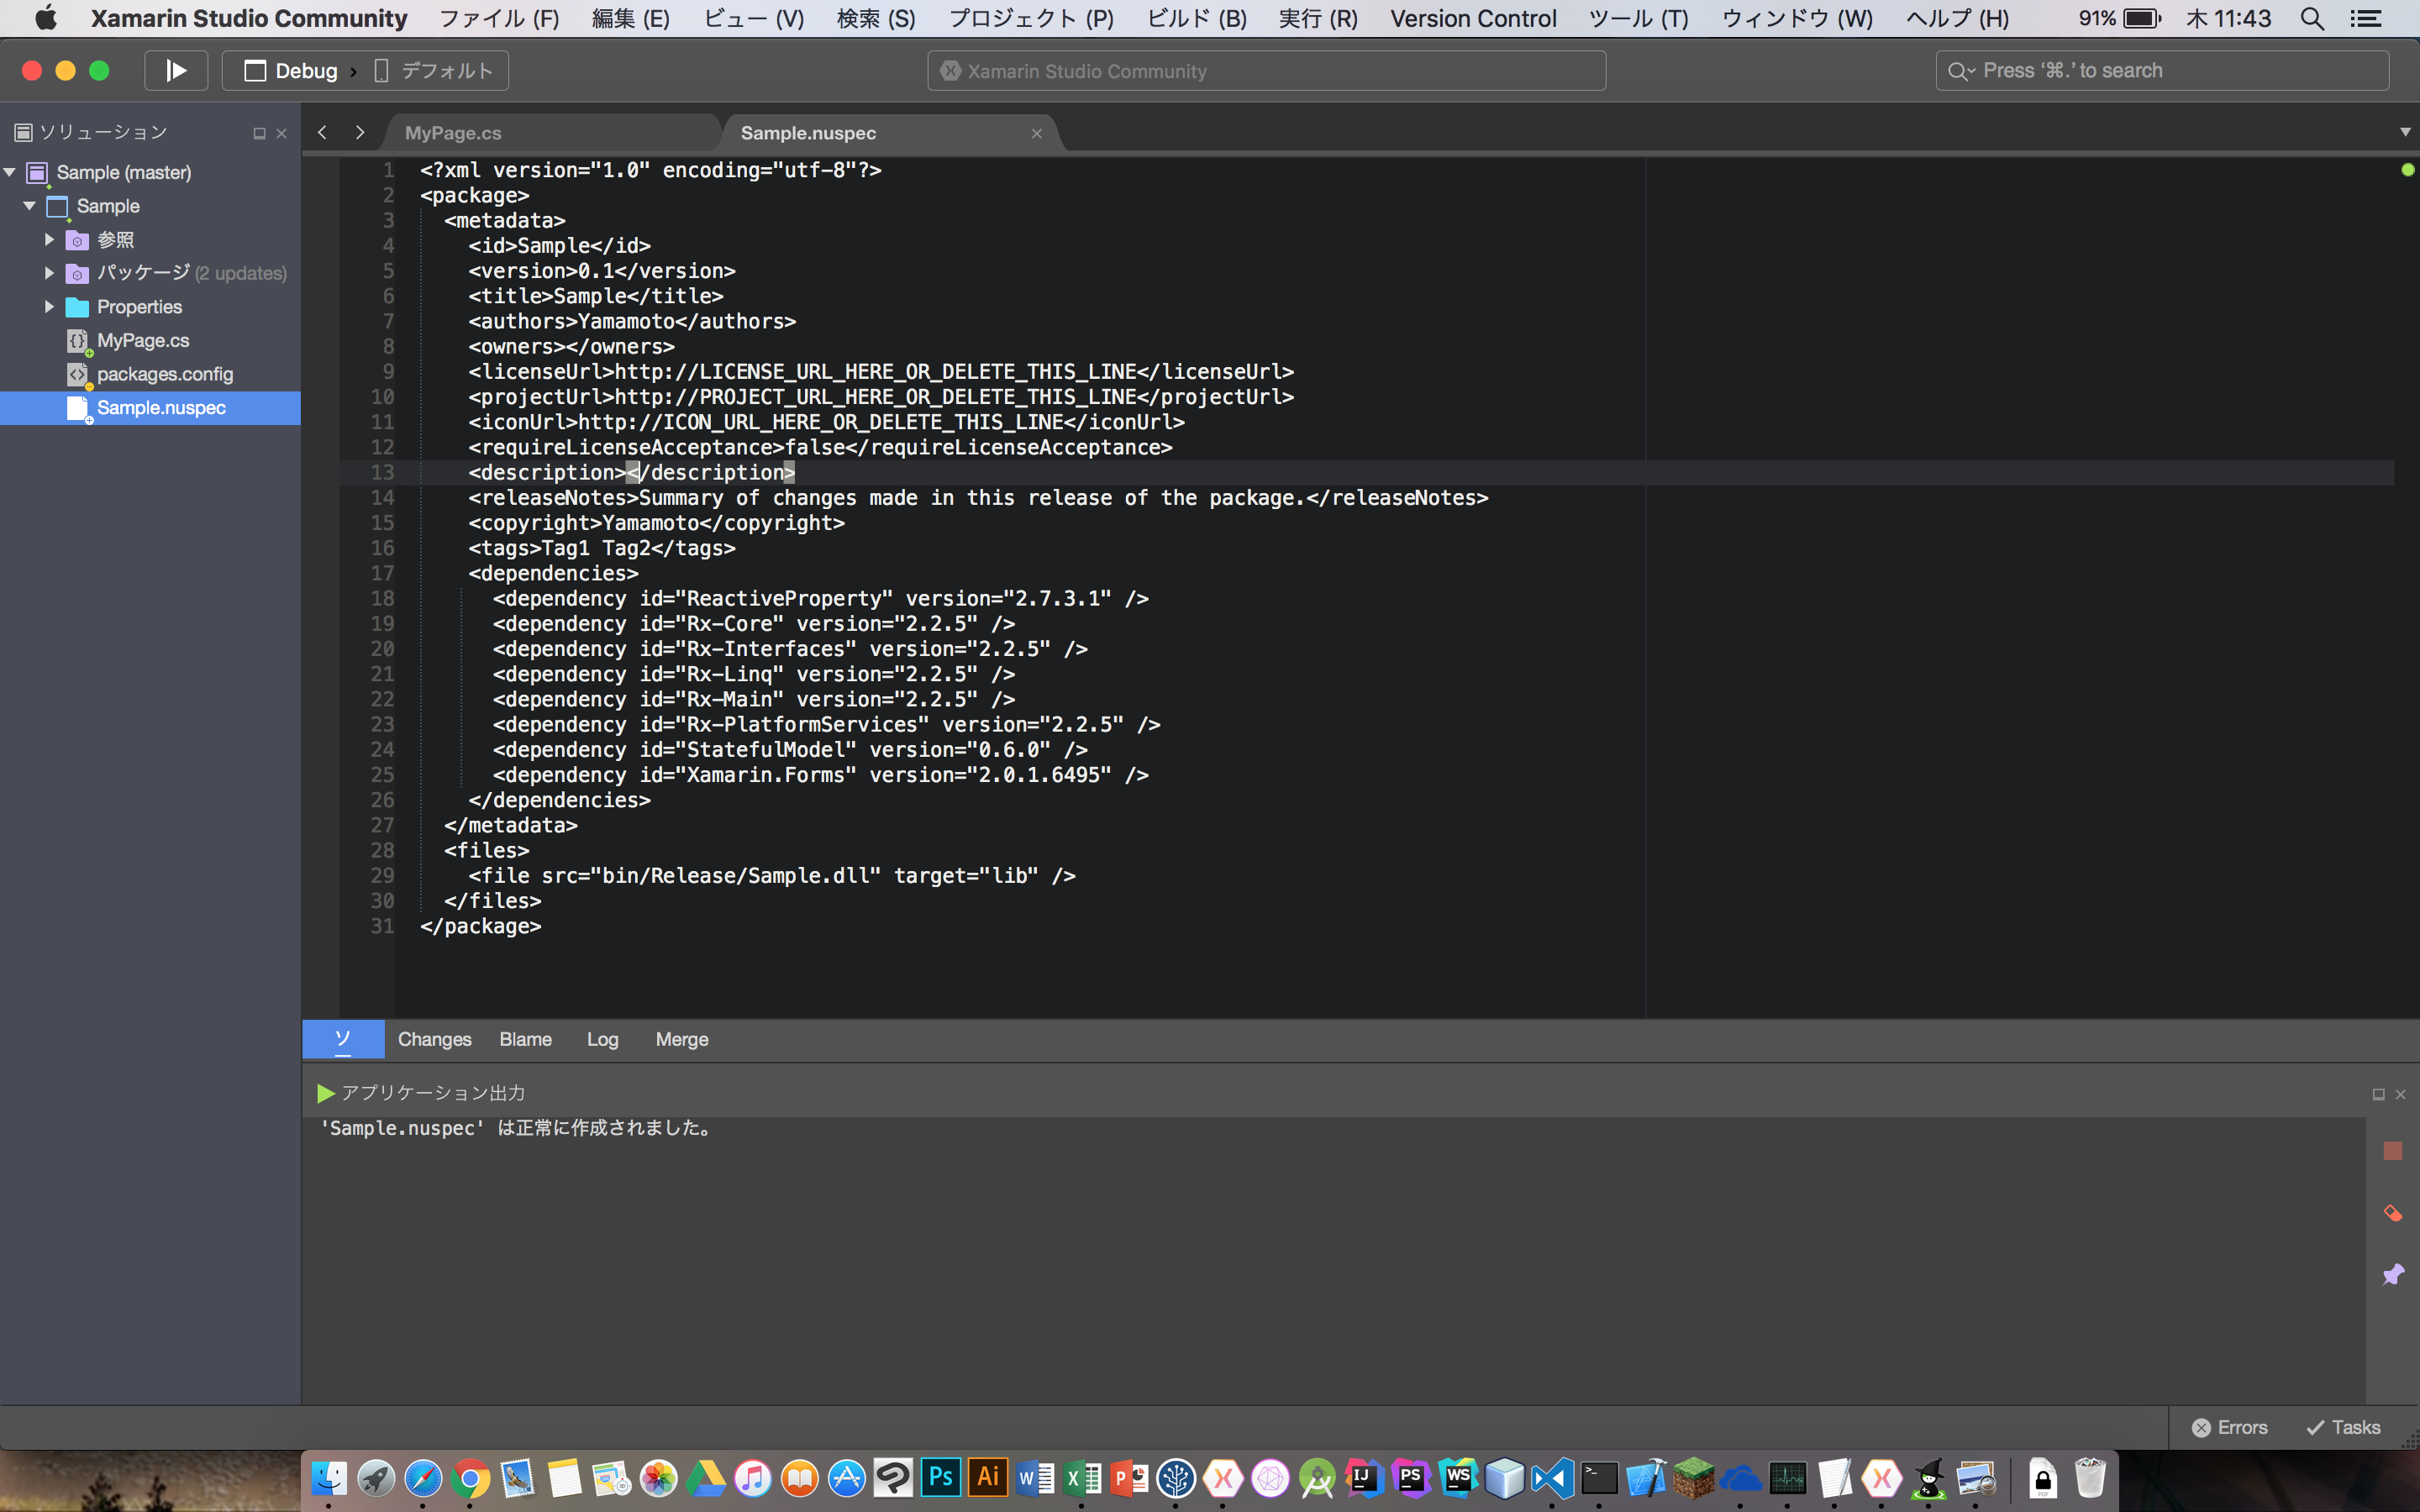 Xamarin Studio Community ファイル (F) 編集 (E) ビュー (V) 検索 (S) プロジェクト (P) ビルド (B) 実行 (R) Version Control ツール (T) ウィンドウ (W) ヘルプ (H) 91% 木 11:43
Debug デフォルト Xamarin Studio Community Press ‘⌘.’ to search
ソリューション
Sample (master)
Sample
参照
パッケージ (2 updates)
Properties
MyPage.cs
packages.config
Sample.nuspec
MyPage.cs Sample.nuspec
1 <?xml version="1.0" encoding="utf-8"?>
2 <package>
3 <metadata>
4 <id>Sample</id>
5 <version>0.1</version>
6 <title>Sample</title>
7 <authors>Yamamoto</authors>
8 <owners></owners>
9 <licenseUrl>http://LICENSE_URL_HERE_OR_DELETE_THIS_LINE</licenseUrl>
10 <projectUrl>http://PROJECT_URL_HERE_OR_DELETE_THIS_LINE</projectUrl>
11 <iconUrl>http://ICON_URL_HERE_OR_DELETE_THIS_LINE</iconUrl>
12 <requireLicenseAcceptance>false</requireLicenseAcceptance>
13 <description></description>
14 <releaseNotes>Summary of changes made in this release of the package.</releaseNotes>
15 <copyright>Yamamoto</copyright>
16 <tags>Tag1 Tag2</tags>
17 <dependencies>
18 <dependency id="ReactiveProperty" version="2.7.3.1" />
19 <dependency id="Rx-Core" version="2.2.5" />
20 <dependency id="Rx-Interfaces" version="2.2.5" />
21 <dependency id="Rx-Linq" version="2.2.5" />
22 <dependency id="Rx-Main" version="2.2.5" />
23 <dependency id="Rx-PlatformServices" version="2.2.5" />
24 <dependency id="StatefulModel" version="0.6.0" />
25 <dependency id="Xamarin.Forms" version="2.0.1.6495" />
26 </dependencies>
27 </metadata>
28 <files>
29 <file src="bin/Release/Sample.dll" target="lib" />
30 </files>
31 </package>
ソ Changes Blame Log Merge
アプリケーション出力
'Sample.nuspec' は正常に作成されました。
Errors Tasks
Ps Ai W X P IJ PS WS